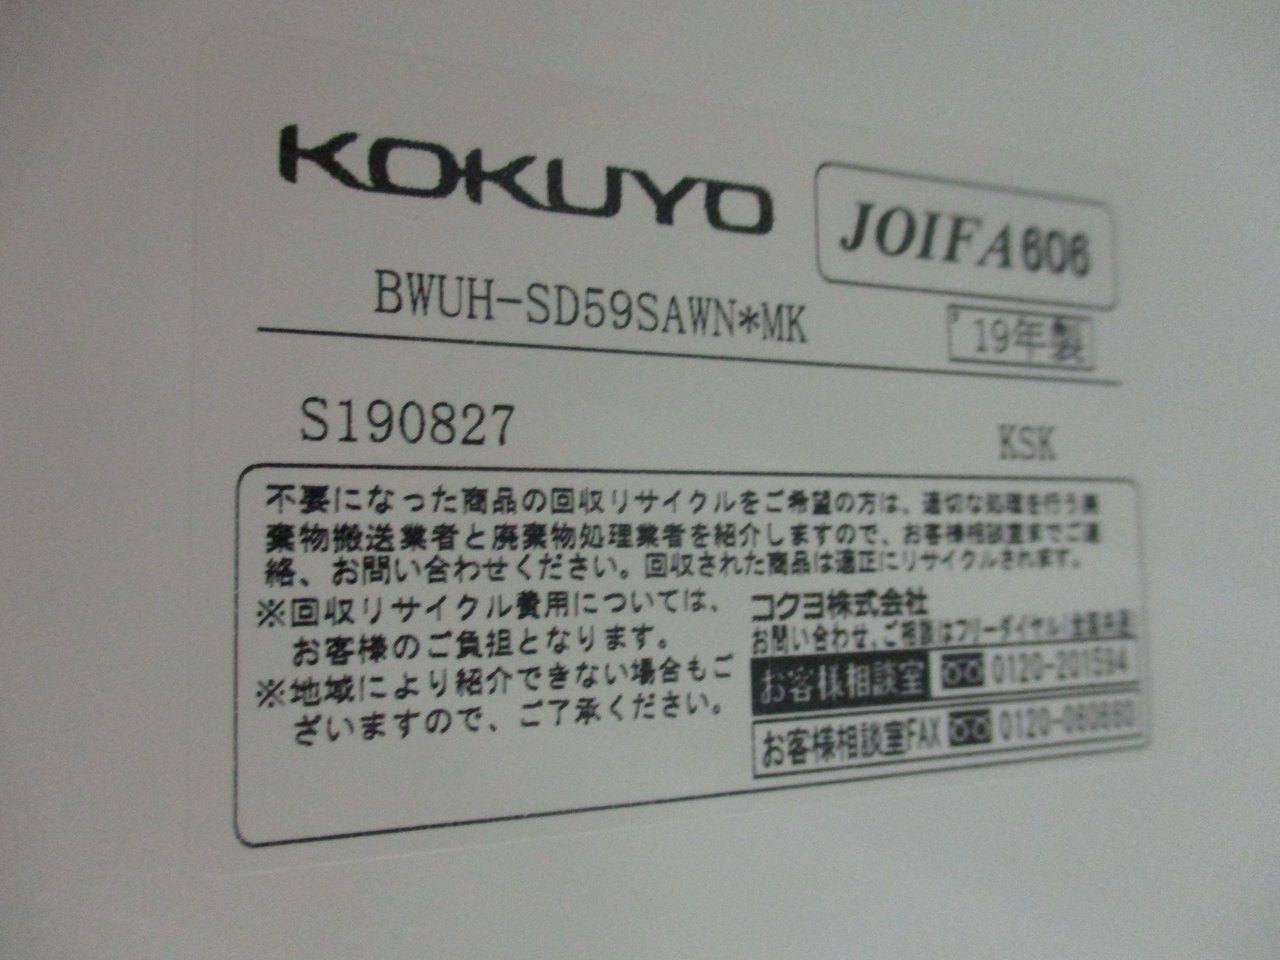 KOKUYO
JOIFA606
BWUH-SD59SAWN*MK
'19年製
S190827
KSK
不要になった商品の回収リサイクルをご希望の方は、適切な処理を行う廃
棄物搬送業者と廃棄物処理業者を紹介しますので、お客様相談室までご連
絡、お問い合わせください。回収された商品は適正にリサイクルされます。
※回収リサイクル費用については、
お客様のご負担となります。
※地域により紹介できない場合もご
ざいますので、ご了承ください。
コクヨ株式会社
お問い合わせ、ご相談はフリーダイヤル(全国共通
お客様相談室 0120-201594
お客様相談室FAX 0120-080660